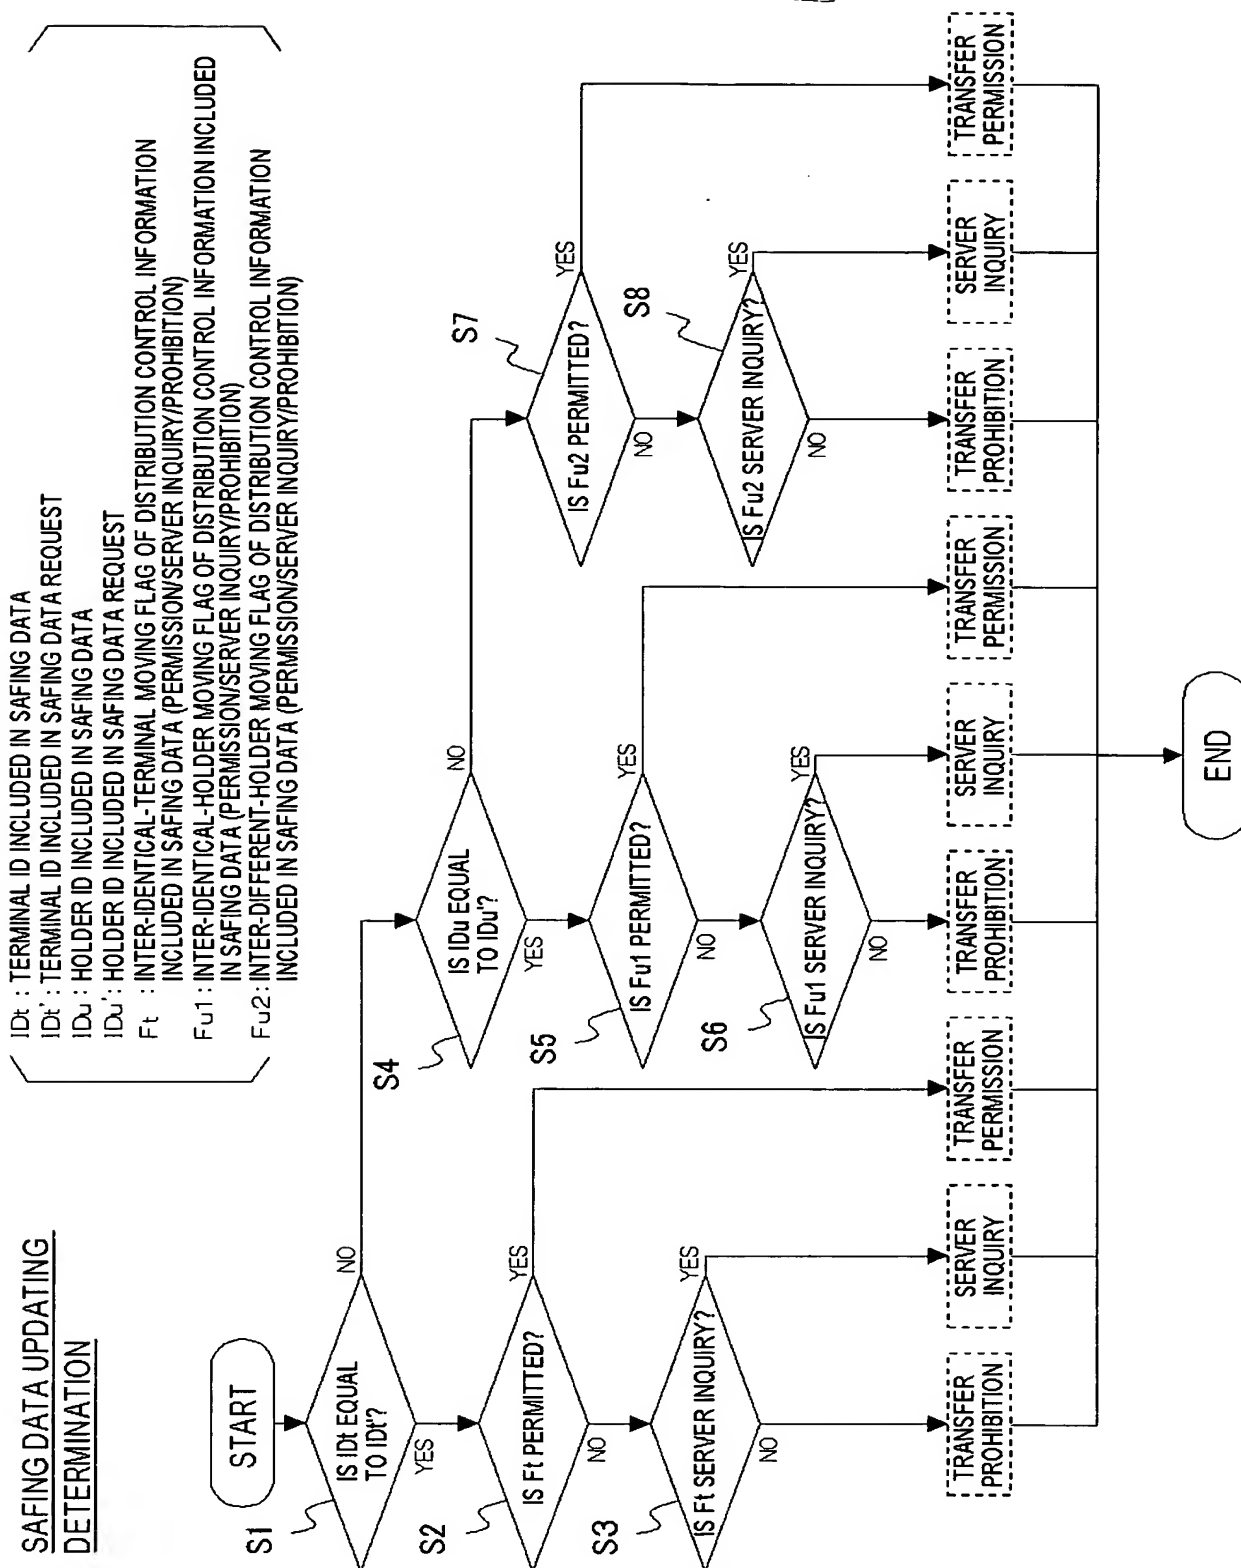 SAFING DATA UPDATING
DETERMINATION
IDt : TERMINAL ID INCLUDED IN SAFING DATA
IDt' : TERMINAL ID INCLUDED IN SAFING DATA REQUEST
IDu : HOLDER ID INCLUDED IN SAFING DATA
IDu' : HOLDER ID INCLUDED IN SAFING DATA REQUEST
Ft : INTER-IDENTICAL-TERMINAL MOVING FLAG OF DISTRIBUTION CONTROL INFORMATION
INCLUDED IN SAFING DATA (PERMISSION/SERVER INQUIRY/PROHIBITION)
Fu1 : INTER-IDENTICAL-HOLDER MOVING FLAG OF DISTRIBUTION CONTROL INFORMATION INCLUDED
IN SAFING DATA (PERMISSION/SERVER INQUIRY/PROHIBITION)
Fu2 : INTER-DIFFERENT-HOLDER MOVING FLAG OF DISTRIBUTION CONTROL INFORMATION
INCLUDED IN SAFING DATA (PERMISSION/SERVER INQUIRY/PROHIBITION)
START
S1
IS IDt EQUAL
TO IDt'?
NO
YES
S2
IS Ft PERMITTED?
YES
NO
S3
IS Ft SERVER INQUIRY?
YES
NO
S4
IS IDu EQUAL
TO IDu'?
NO
YES
S5
IS Fu1 PERMITTED?
YES
NO
S6
IS Fu1 SERVER INQUIRY?
YES
NO
S7
IS Fu2 PERMITTED?
YES
NO
S8
IS Fu2 SERVER INQUIRY?
YES
NO
TRANSFER
PROHIBITION
SERVER
INQUIRY
TRANSFER
PERMISSION
TRANSFER
PROHIBITION
SERVER
INQUIRY
TRANSFER
PERMISSION
TRANSFER
PROHIBITION
SERVER
INQUIRY
TRANSFER
PERMISSION
END